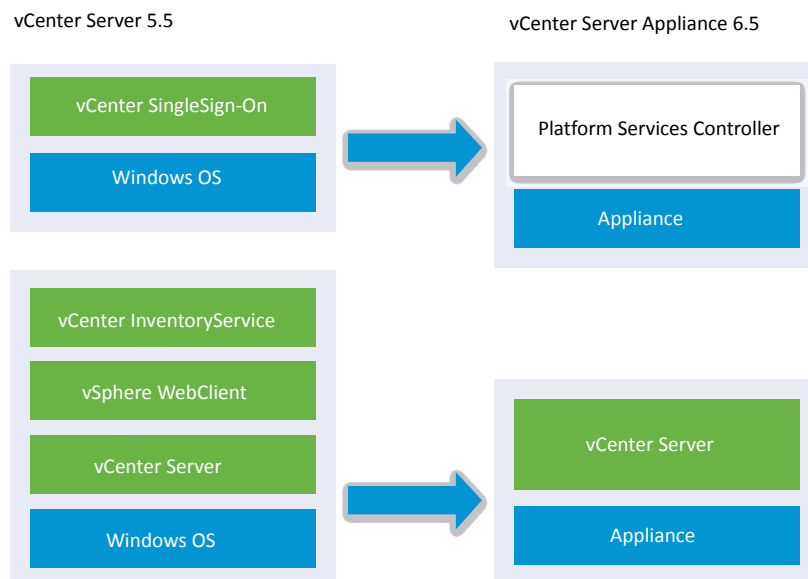 vCenter Server 5.5
vCenter Server Appliance 6.5
vCenter SingleSign-On
Windows OS
Platform Services Controller
Appliance
vCenter InventoryService
vSphere WebClient
vCenter Server
Windows OS
vCenter Server
Appliance